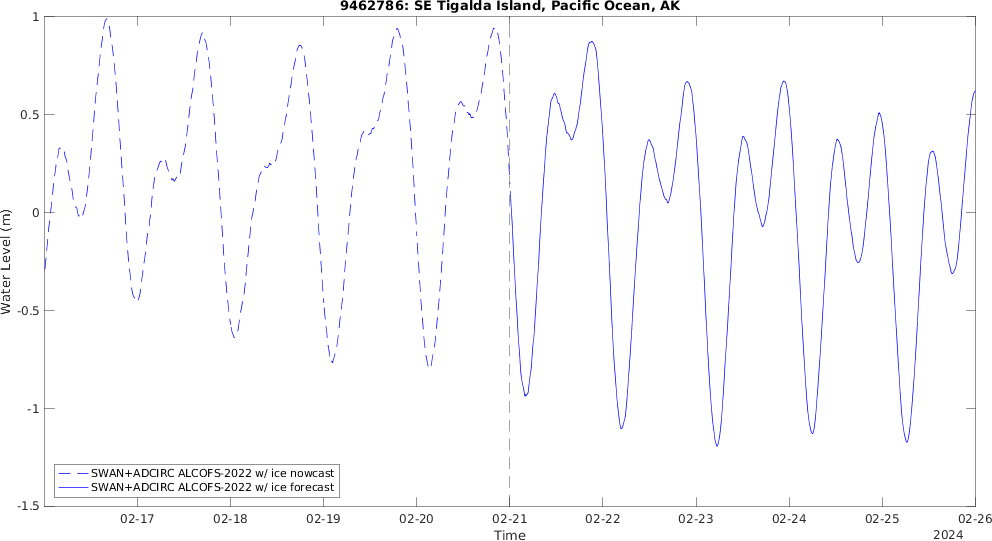 9462786: SE Tigalda Island, Pacific Ocean, AK
1
0.5
0
-0.5
-1
-1.5
Water Level (m)
SWAN+ADCIRC ALCOFS-2022 w/ ice nowcast
SWAN+ADCIRC ALCOFS-2022 w/ ice forecast
02-17 02-18 02-19 02-20 02-21 02-22 02-23 02-24 02-25 02-26
Time
2024